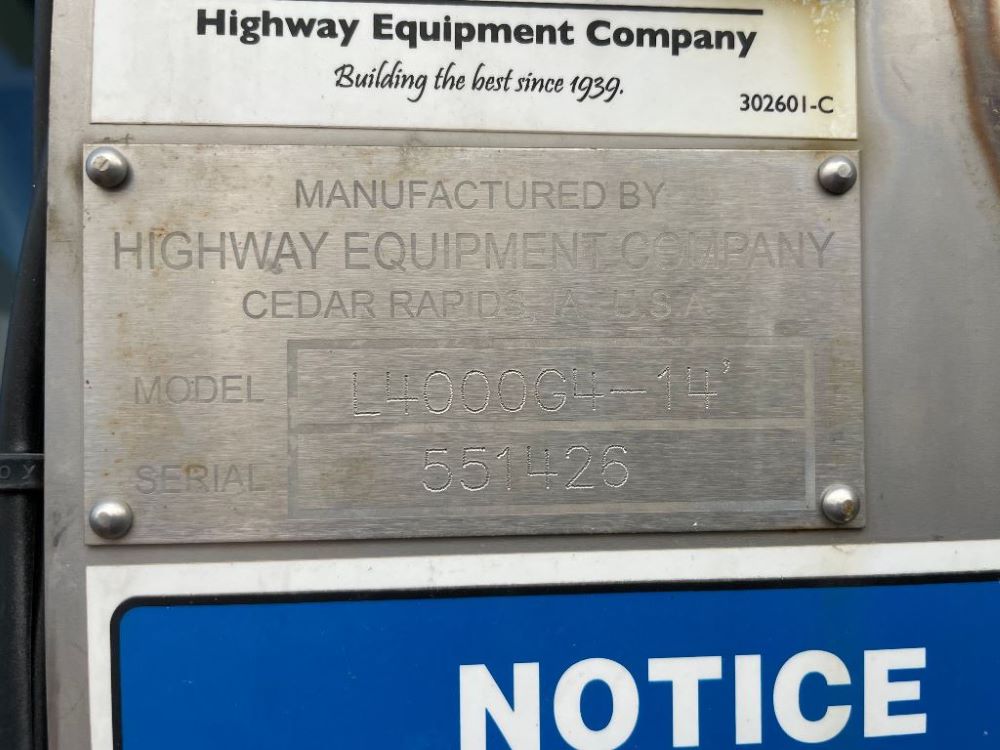 Highway Equipment Company
Building the best since 1939.
302601-C
MANUFACTURED BY
HIGHWAY EQUIPMENT COMPANY
CEDAR RAPIDS, IA U.S.A
MODEL L4000G4-14'
SERIAL 551426
NOTICE